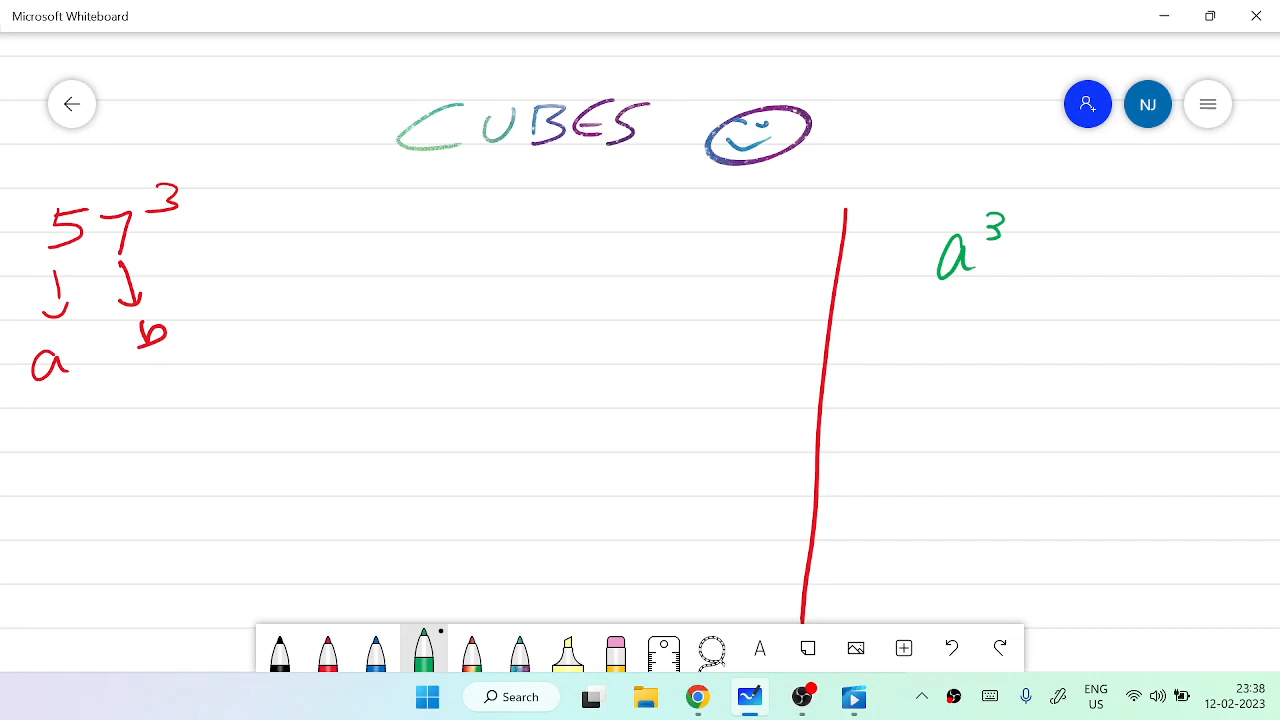 Microsoft Whiteboard
CUBES
NJ
57³
a³
a b
A
Search
ENG
US
23:38
12-02-2023